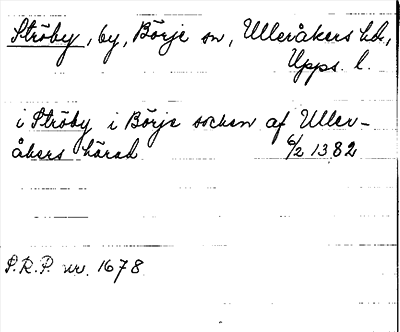 Ströby, by, Börje sn, Ulleråkers hd,
Upps. l.
i Ströby i Börje socken af Uller-
åkers härad 6/2 1382
S.R.P. nr. 1678